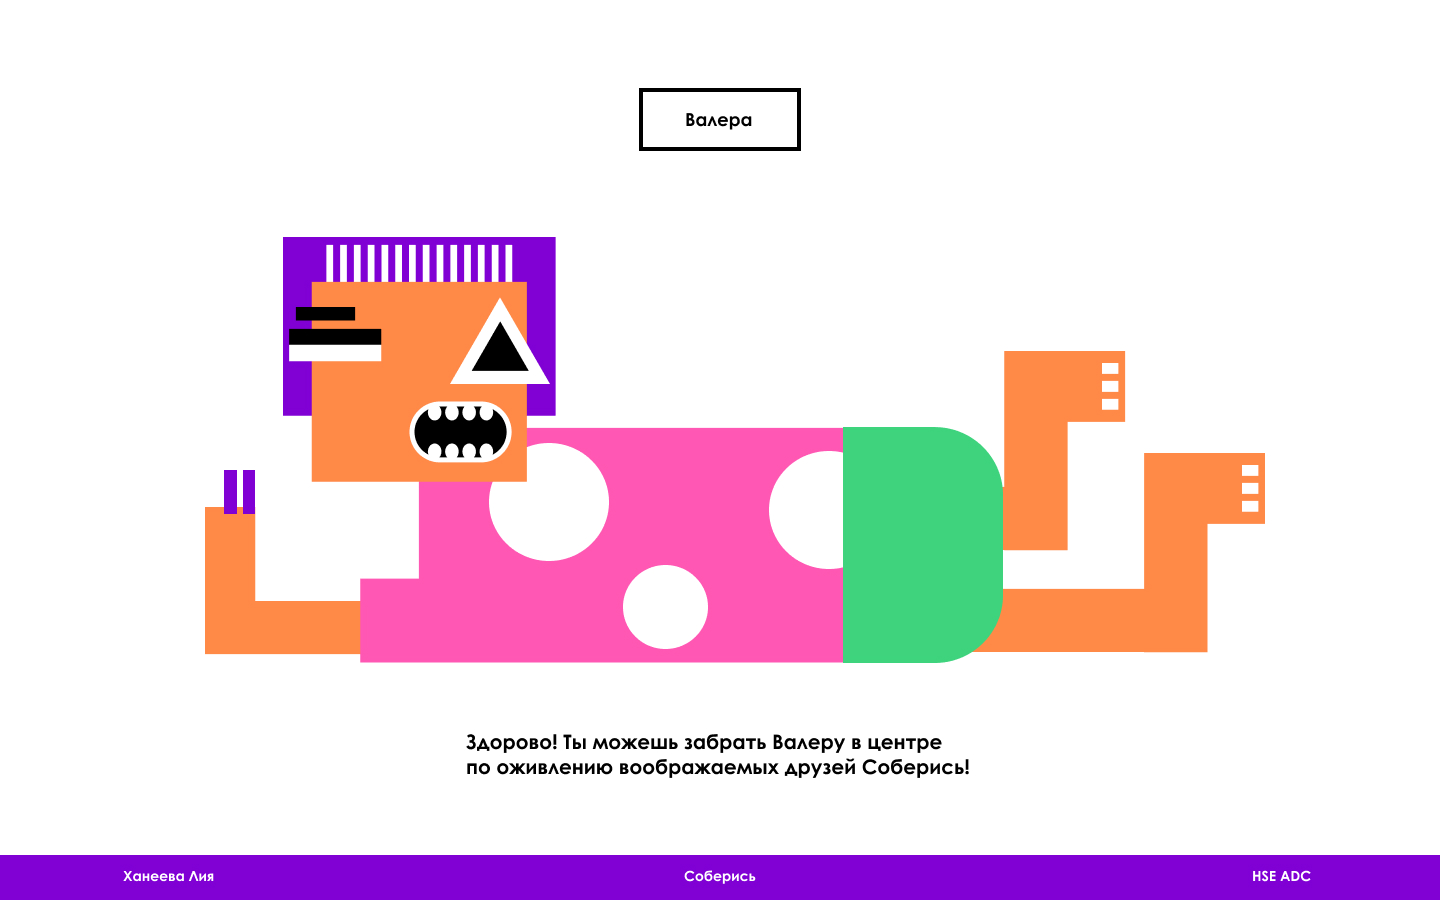 Валера
Здорово! Ты можешь забрать Валеру в центре
по оживлению воображаемых друзей Соберись!
Ханеева Лия
Соберись
HSE ADC